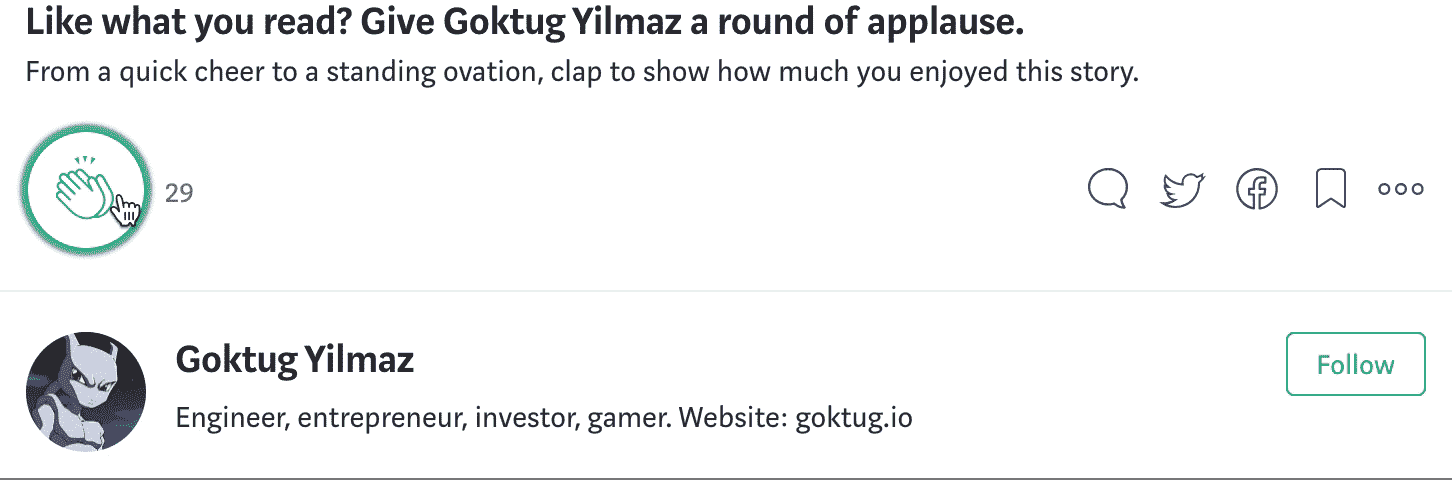 Like what you read? Give Goktug Yilmaz a round of applause.
From a quick cheer to a standing ovation, clap to show how much you enjoyed this story.
29
Goktug Yilmaz
Follow
Engineer, entrepreneur, investor, gamer. Website: goktug.io